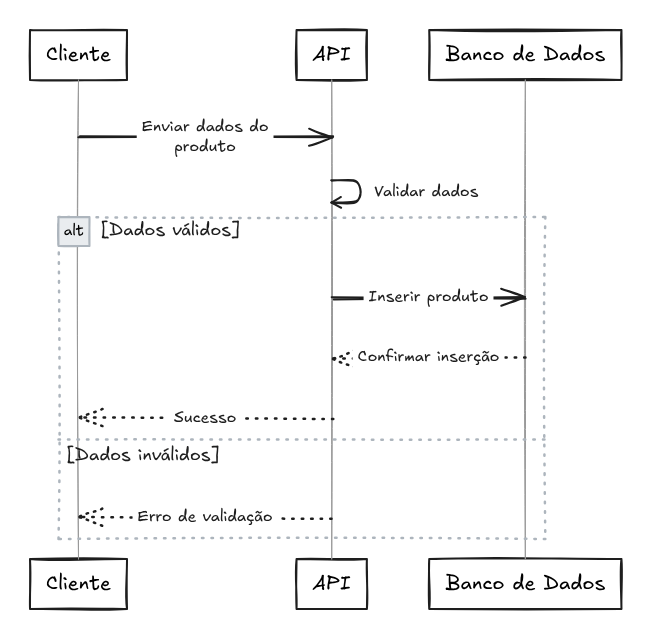 Cliente
API
Banco de Dados
Enviar dados do
produto
Validar dados
alt
[Dados válidos]
Inserir produto
Confirmar inserção
Sucesso
[Dados inválidos]
Erro de validação
Cliente
API
Banco de Dados